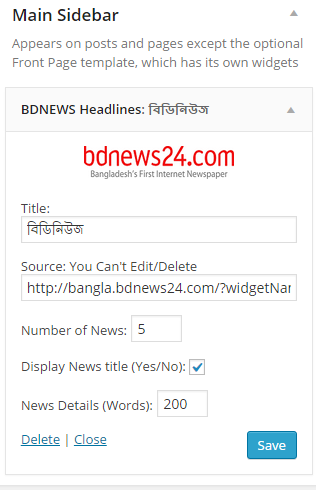 Main Sidebar
Appears on posts and pages except the optional
Front Page template, which has its own widgets
BDNEWS Headlines: বিডিনিউজ
bdnews24.com
Bangladesh's First Internet Newspaper
Title:
বিডিনিউজ
Source: You Can't Edit/Delete
http://bangla.bdnews24.com/?widgetNar
Number of News: 5
Display News title (Yes/No):
News Details (Words): 200
Delete | Close
Save